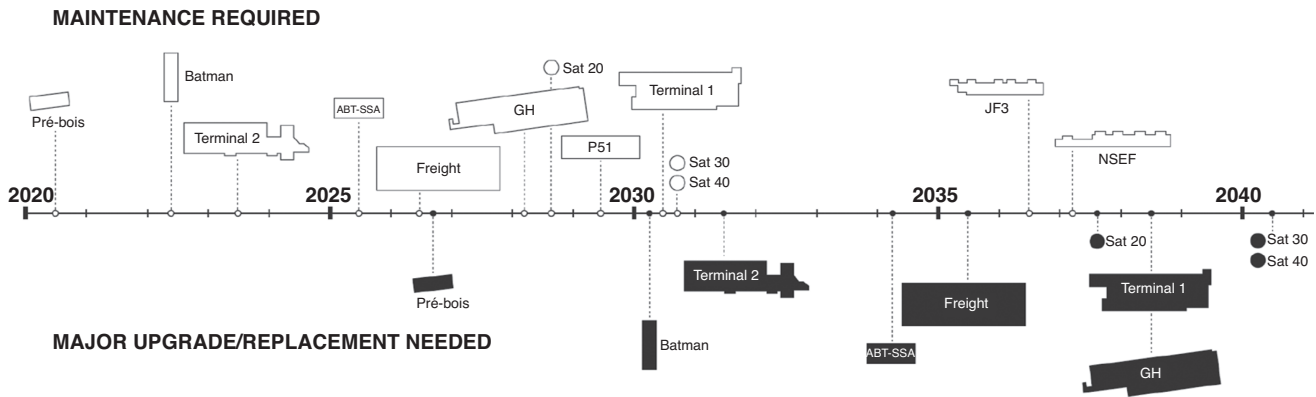 MAINTENANCE REQUIRED
Pré-bois
Batman
Terminal 2
ABT-SSA
Freight
GH
Sat 20
P51
Terminal 1
Sat 30
Sat 40
JF3
NSEF
2020
2025
2030
2035
2040
Pré-bois
Batman
Terminal 2
ABT-SSA
Freight
Sat 20
Terminal 1
GH
Sat 30
Sat 40
MAJOR UPGRADE/REPLACEMENT NEEDED